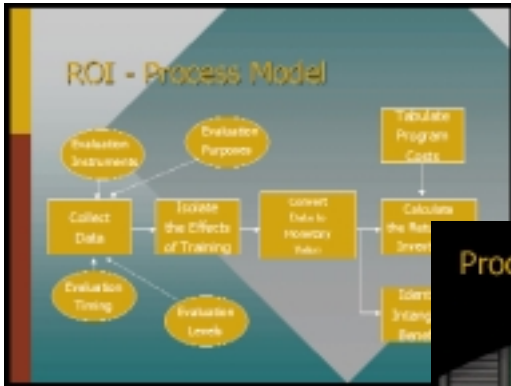 ROI - Process Model
Evaluation
Instruments
Evaluation
Purposes
Tabulate
Program
Costs
Collect
Data
Isolate
the Effects
of Training
Convert
Data to
Monetary
Value
Calculate
the
Evaluation
Timing
Evaluation
Levels